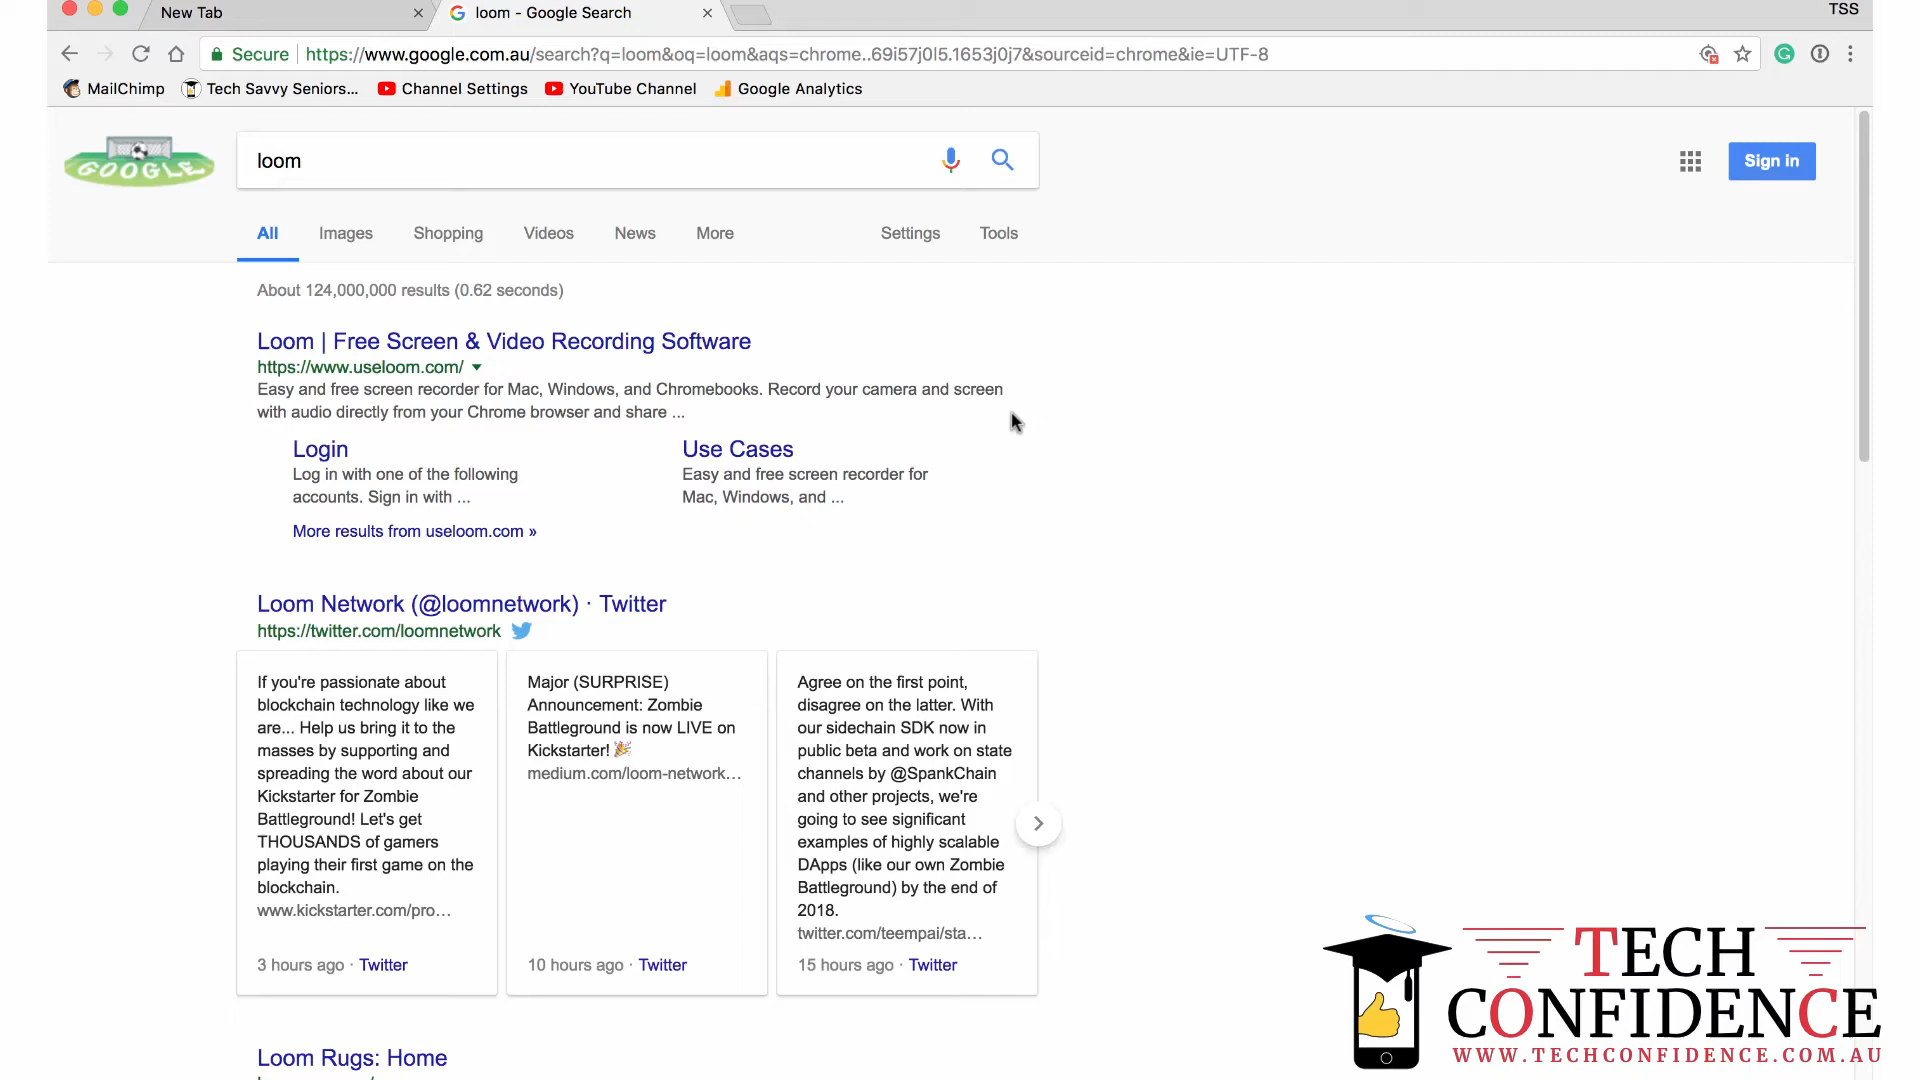 New Tab
loom - Google Search
TSS
Secure
https://www.google.com.au/search?q=loom&oq=loom&aqs=chrome..69i57j0l5.1653j0j7&sourceid=chrome&ie=UTF-8
MailChimp
Tech Savvy Seniors...
Channel Settings
YouTube Channel
Google Analytics
GOOGLE
loom
Sign in
All
Images
Shopping
Videos
News
More
Settings
Tools
About 124,000,000 results (0.62 seconds)
Loom | Free Screen & Video Recording Software
https://www.useloom.com/
Easy and free screen recorder for Mac, Windows, and Chromebooks. Record your camera and screen
with audio directly from your Chrome browser and share ...
Login
Log in with one of the following
accounts. Sign in with ...
Use Cases
Easy and free screen recorder for
Mac, Windows, and ...
More results from useloom.com »
Loom Network (@loomnetwork) · Twitter
https://twitter.com/loomnetwork
If you're passionate about
blockchain technology like we
are... Help us bring it to the
masses by supporting and
spreading the word about our
Kickstarter for Zombie
Battleground! Let's get
THOUSANDS of gamers
playing their first game on the
blockchain.
www.kickstarter.com/pro...
3 hours ago · Twitter
Major (SURPRISE)
Announcement: Zombie
Battleground is now LIVE on
Kickstarter! 🎉
medium.com/loom-network...
10 hours ago · Twitter
Agree on the first point,
disagree on the latter. With
our sidechain SDK now in
public beta and work on state
channels by @SpankChain
and other projects, we're
going to see significant
examples of highly scalable
DApps (like our own Zombie
Battleground) by the end of
2018.
twitter.com/teempai/sta...
15 hours ago · Twitter
Loom Rugs: Home
TECH
CONFIDENCE
WWW.TECHCONFIDENCE.COM.AU